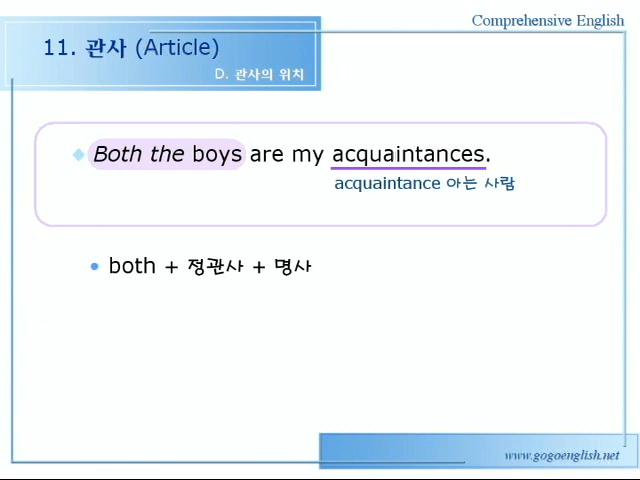 Comprehensive English
11. 관사 (Article)
D. 관사의 위치
Both the boys are my acquaintances.
acquaintance 아는 사람
both + 정관사 + 명사
www.gogoenglish.net